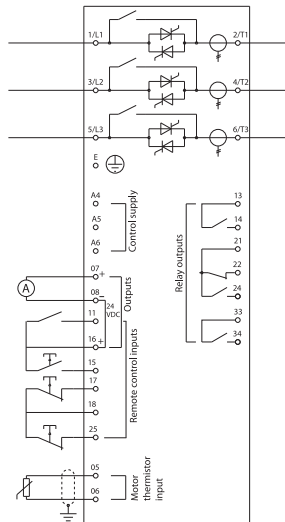 1/L1 2/T1
3/L2 4/T2
5/L3 6/T3
E
A4
A5
A6
Control supply
07 +
A
08 -
24 VDC
Outputs
11
16 +
15
17
18
25
Remote control inputs
05
06
Motor
thermistor
input
13
14
21
22
24
33
34
Relay outputs